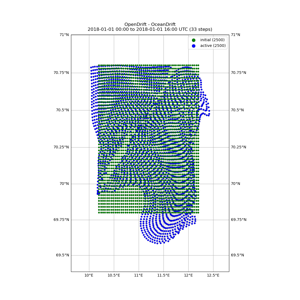 OpenDrift - OceanDrift
2018-01-01 00:00 to 2018-01-01 16:00 UTC (33 steps)
71°N 71°N
initial (2500)
active (2500)
70.75°N 70.75°N
70.5°N 70.5°N
70.25°N 70.25°N
70°N 70°N
69.75°N 69.75°N
69.5°N 69.5°N
10°E 10.5°E 11°E 11.5°E 12°E 12.5°E